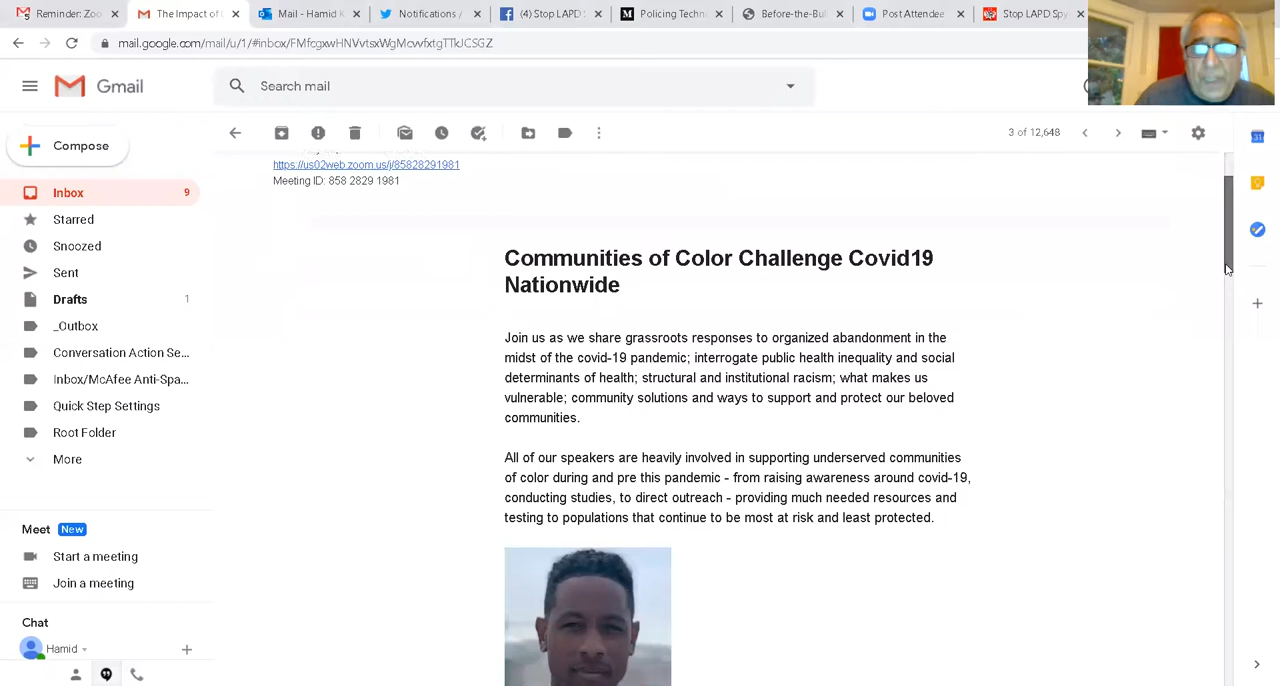 Reminder: Zoo
The Impact of
Mail - Hamid K
Notifications /
(4) Stop LAPD S
Policing Techn
Before-the-Bul
Post Attendee
Stop LAPD Spy
mail.google.com/mail/u/1/#inbox/FMfcgxwHNVvtsxWgMcvvfxtgTTkJCSGZ
Gmail
Search mail
Compose
3 of 12,648
https://us02web.zoom.us/j/85828291981
Meeting ID: 858 2829 1981
Inbox 9
Starred
Snoozed
Sent
Drafts 1
_Outbox
Conversation Action Se...
Inbox/McAfee Anti-Spa...
Quick Step Settings
Root Folder
More
Meet New
Start a meeting
Join a meeting
Chat
Hamid
Communities of Color Challenge Covid19
Nationwide
Join us as we share grassroots responses to organized abandonment in the
midst of the covid-19 pandemic; interrogate public health inequality and social
determinants of health; structural and institutional racism; what makes us
vulnerable; community solutions and ways to support and protect our beloved
communities.
All of our speakers are heavily involved in supporting underserved communities
of color during and pre this pandemic - from raising awareness around covid-19,
conducting studies, to direct outreach - providing much needed resources and
testing to populations that continue to be most at risk and least protected.